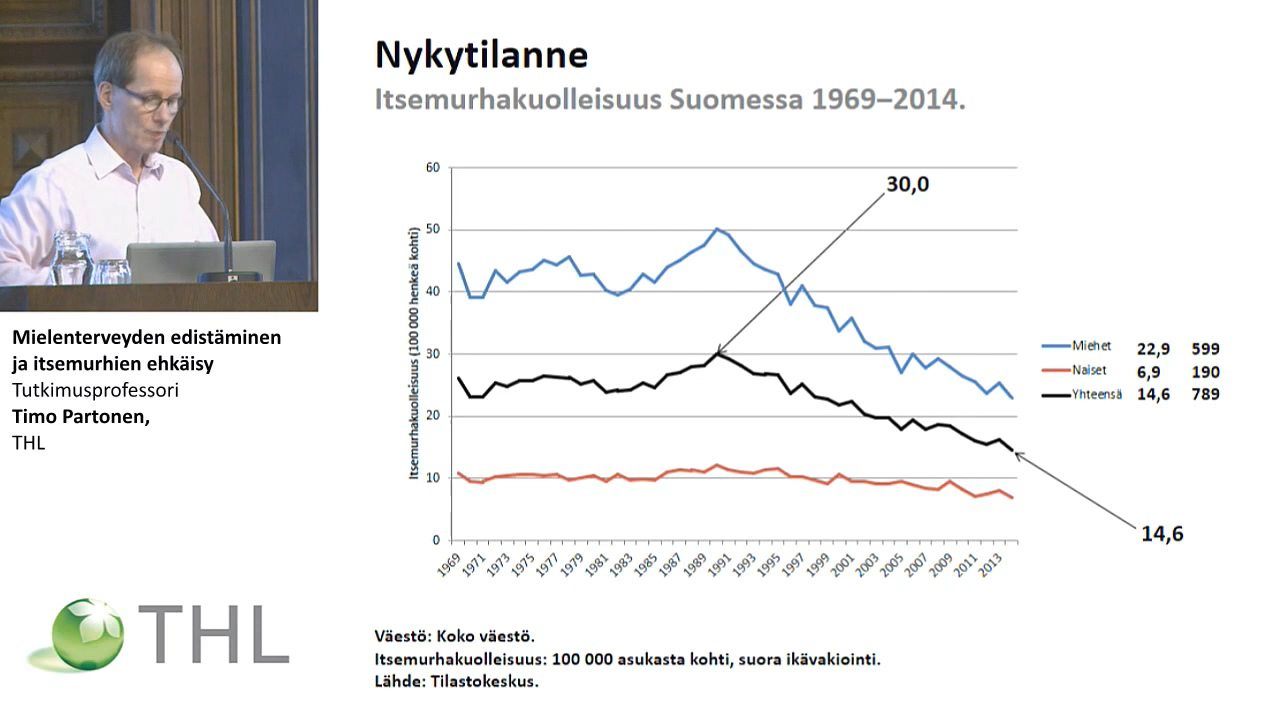 Nykytilanne
Itsemurhakuolleisuus Suomessa 1969–2014.
60
50
40
30
20
10
0
Itsemurhakuolleisuus (100 000 henkeä kohti)
30,0
1969
1971
1973
1975
1977
1979
1981
1983
1985
1987
1989
1991
1993
1995
1997
1999
2001
2003
2005
2007
2009
2011
2013
Miehet 22,9 599
Naiset 6,9 190
Yhteensä 14,6 789
14,6
Väestö: Koko väestö.
Itsemurhakuolleisuus: 100 000 asukasta kohti, suora ikävakiointi.
Lähde: Tilastokeskus.
Mielenterveyden edistäminen
ja itsemurhien ehkäisy
Tutkimusprofessori
Timo Partonen,
THL
THL